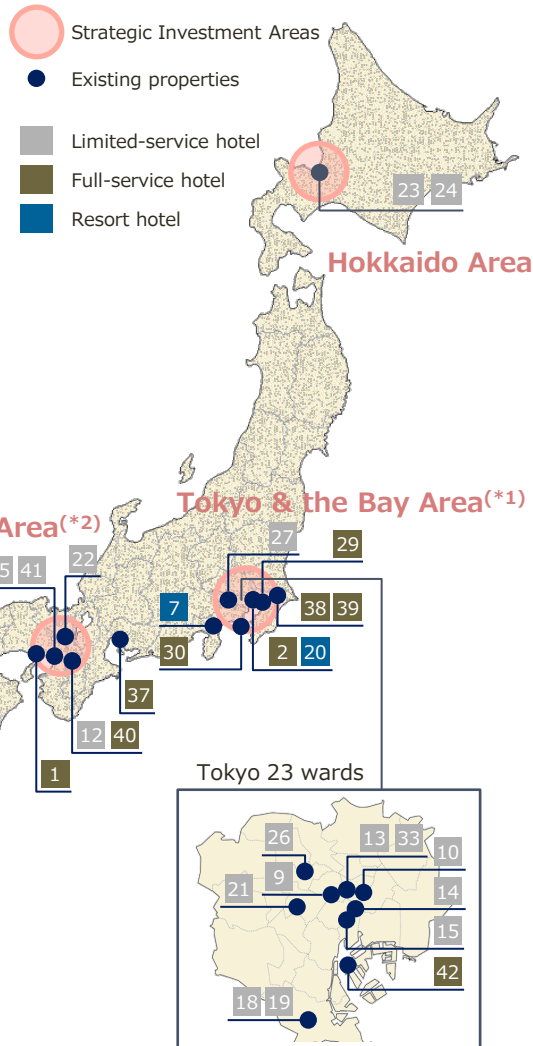 Strategic Investment Areas
Existing properties
Limited-service hotel
Full-service hotel
Resort hotel
23 24
Hokkaido Area
Tokyo & the Bay Area(*1)
Area(*2)
27
29
5 41
22
7
38 39
30
2 20
37
12 40
1
Tokyo 23 wards
26
13 33
10
9
21
14
15
42
18 19